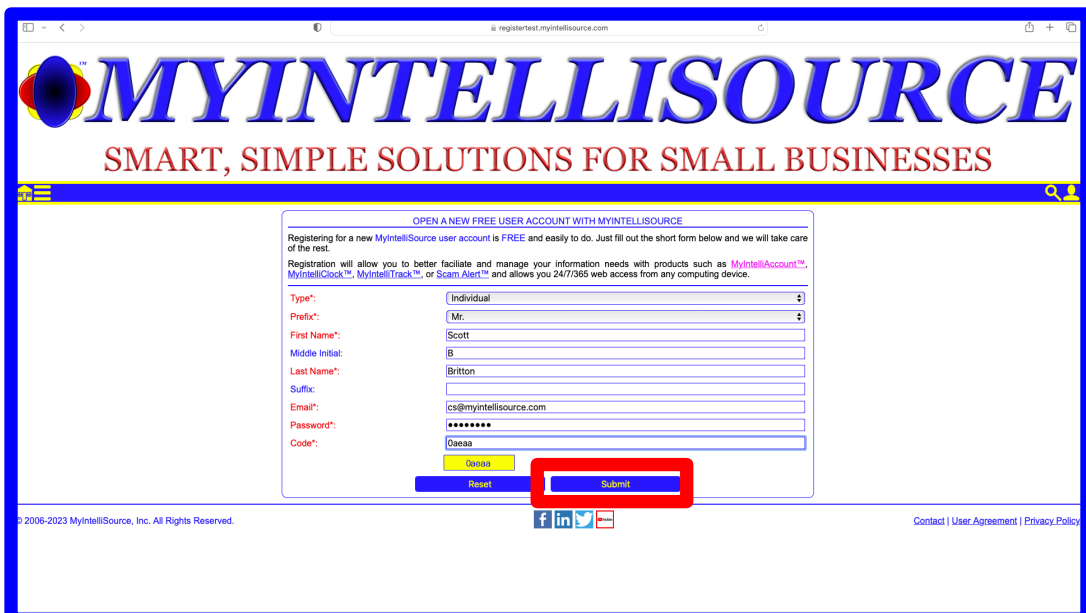 registertest.myintellisource.com
™
MYINTELLISOURCE
SMART, SIMPLE SOLUTIONS FOR SMALL BUSINESSES
OPEN A NEW FREE USER ACCOUNT WITH MYINTELLISOURCE
Registering for a new MyIntelliSource user account is FREE and easily to do. Just fill out the short form below and we will take care
of the rest.
Registration will allow you to better faciliate and manage your information needs with products such as MyIntelliAccount™,
MyIntelliClock™, MyIntelliTrack™, or Scam Alert™ and allows you 24/7/365 web access from any computing device.
Type*: Individual
Prefix*: Mr.
First Name*: Scott
Middle Initial: B
Last Name*: Britton
Suffix:
Email*: cs@myintellisource.com
Password*: ••••••••
Code*: 0aeaa
0aeaa
Reset Submit
© 2006-2023 MyIntelliSource, Inc. All Rights Reserved. Contact | User Agreement | Privacy Policy